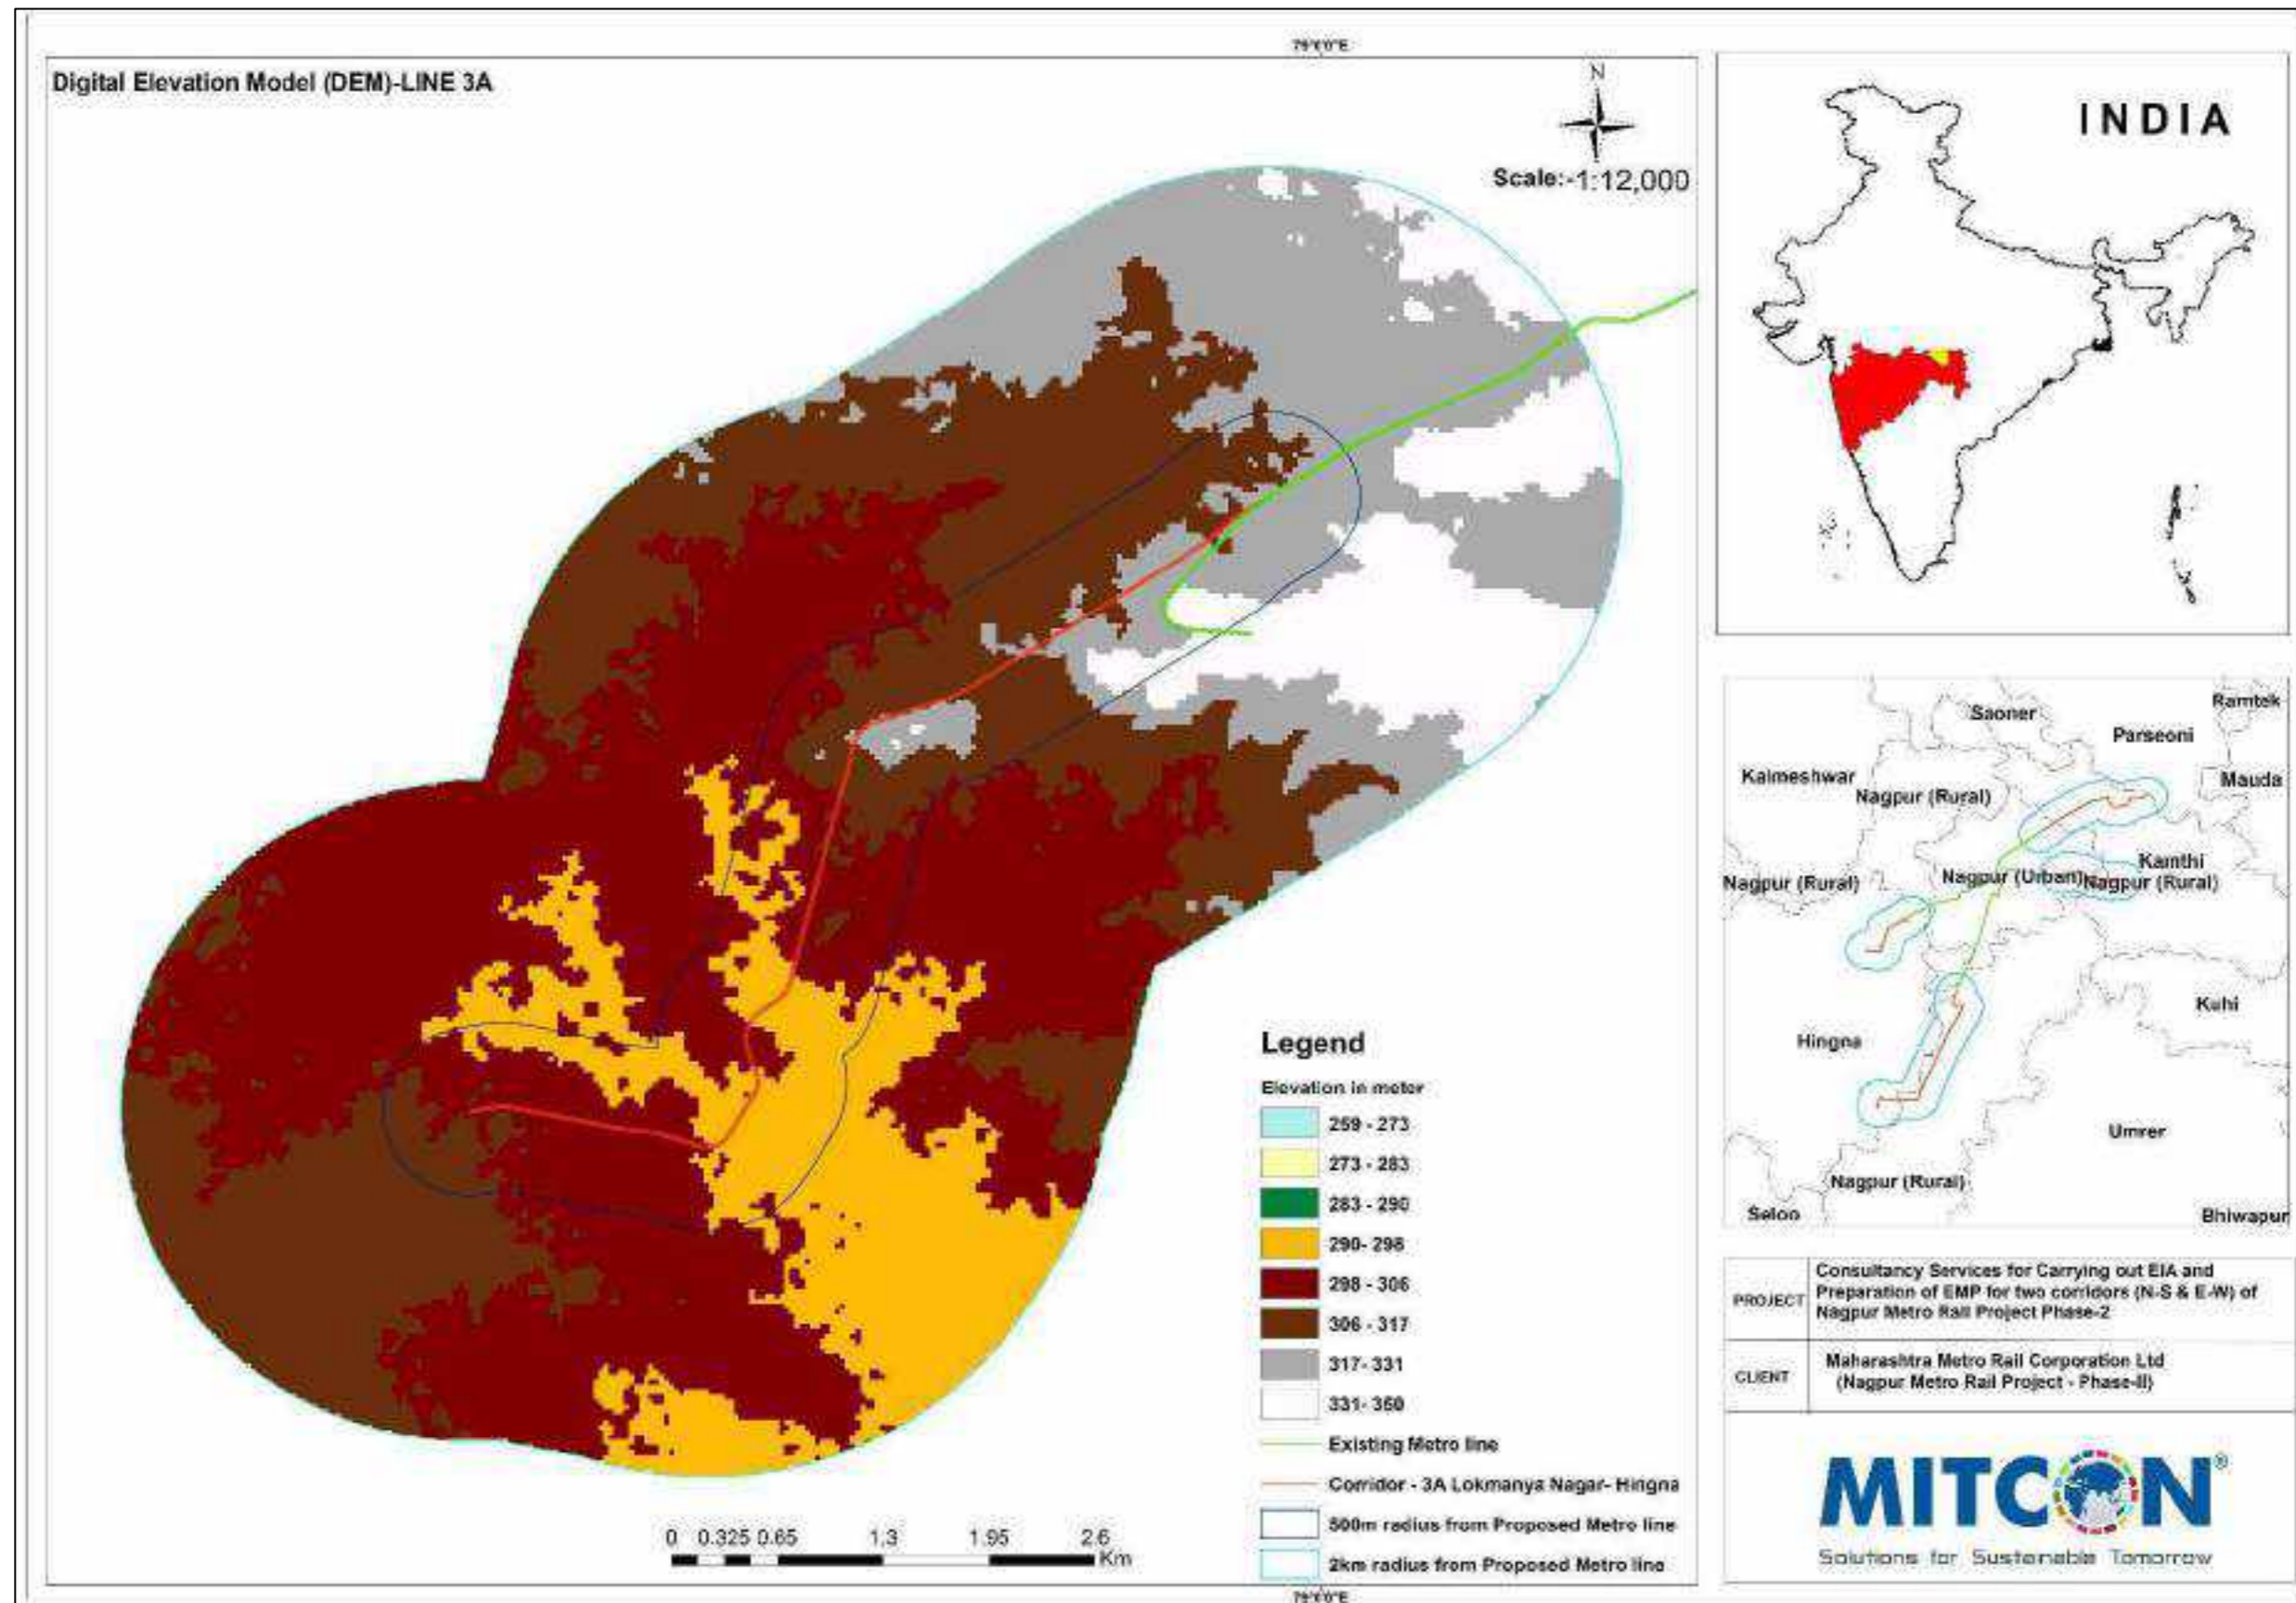 Digital Elevation Model (DEM)-LINE 3A
N
Scale:-1:12,000
Legend
Elevation in meter
259 - 273
273 - 283
283 - 290
290- 298
298 - 306
306 - 317
317- 331
331- 350
Existing Metro line
Corridor - 3A Lokmanya Nagar- Hingna
500m radius from Proposed Metro line
2km radius from Proposed Metro line
0 0.325 0.65 1.3 1.95 2.6
Km
INDIA
Ramtek
Saoner
Parseoni
Kalmeshwar
Mauda
Nagpur (Rural)
Kamthi
Nagpur (Rural)
Nagpur (Urban)
Nagpur (Rural)
Kuhi
Hingna
Umrer
Nagpur (Rural)
Seloo
Bhiwapur
PROJECT
Consultancy Services for Carrying out EIA and
Preparation of EMP for two corridors (N-S & E-W) of
Nagpur Metro Rail Project Phase-2
CLIENT
Maharashtra Metro Rail Corporation Ltd
(Nagpur Metro Rail Project - Phase-II)
MITCON®
Solutions for Sustainable Tomorrow